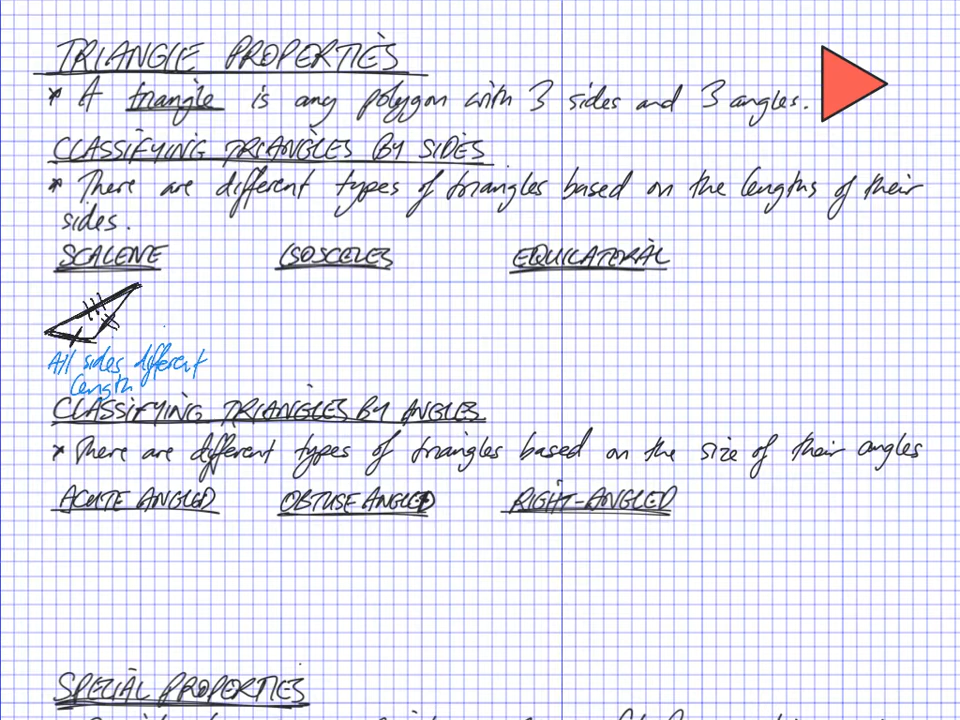 TRIANGLE PROPERTIES
* A triangle is any polygon with 3 sides and 3 angles.
CLASSIFYING TRIANGLES BY SIDES
* There are different types of triangles based on the lengths of their
sides.
SCALENE ISOSCELES EQUILATERAL
All sides different
length
CLASSIFYING TRIANGLES BY ANGLES
* There are different types of triangles based on the size of their angles
ACUTE ANGLED OBTUSE ANGLED RIGHT-ANGLED
SPECIAL PROPERTIES